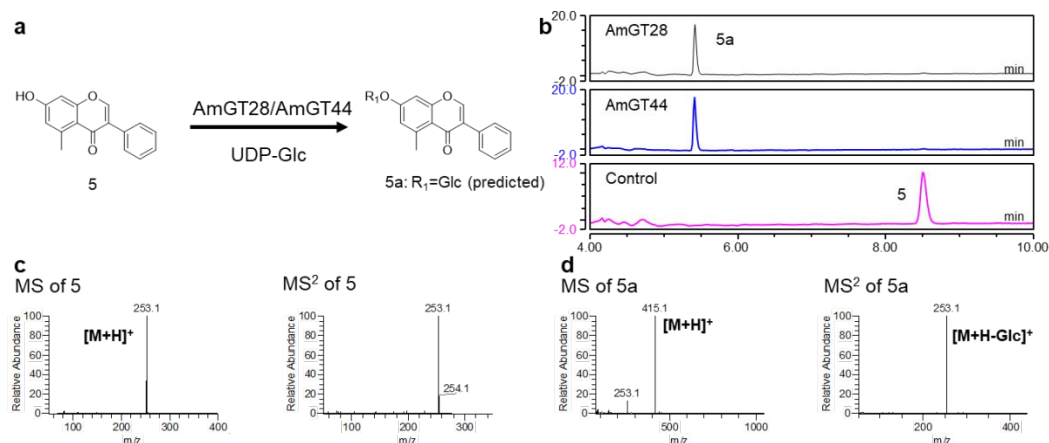 a
HO
O
O
5
AmGT28/AmGT44
UDP-Glc
O
R1
O
O
5a: R1=Glc (predicted)
b
20.0
AmGT28
5a
min
-2.0
20.0
AmGT44
min
-2.0
12.0
Control
5
min
-2.0
4.00 6.00 8.00 10.00
c
MS of 5
253.1
[M+H]+
Relative Abundance
100
80
60
40
20
0
100 200 300 400
m/z
MS2 of 5
253.1
254.1
Relative Abundance
100
80
60
40
20
0
100 200 300
m/z
d
MS of 5a
415.1
[M+H]+
253.1
Relative Abundance
100
80
60
40
20
0
500 1000
m/z
MS2 of 5a
253.1
[M+H-Glc]+
Relative Abundance
100
80
60
40
20
0
200 400
m/z